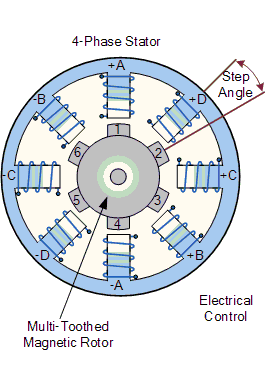 4-Phase Stator
+A
Step
Angle
-B
+D
1
6
2
-C
+C
5
3
4
-D
+B
-A
Electrical
Control
Multi-Toothed
Magnetic Rotor